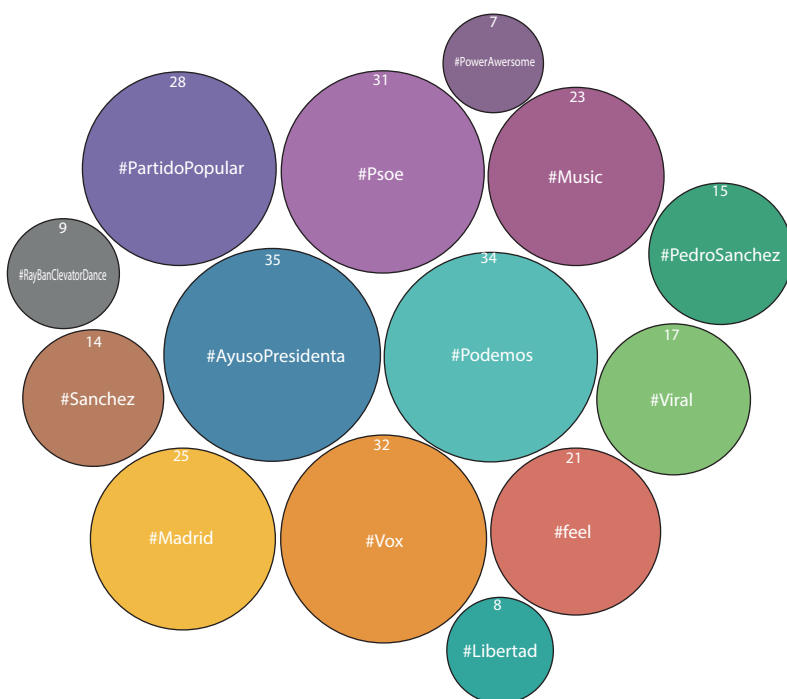 7
#PowerAwersome
28
#PartidoPopular
31
#Psoe
23
#Music
15
#PedroSanchez
9
#RayBanClevatorDance
35
#AyusoPresidenta
34
#Podemos
14
#Sanchez
17
#Viral
25
#Madrid
32
#Vox
21
#feel
8
#Libertad